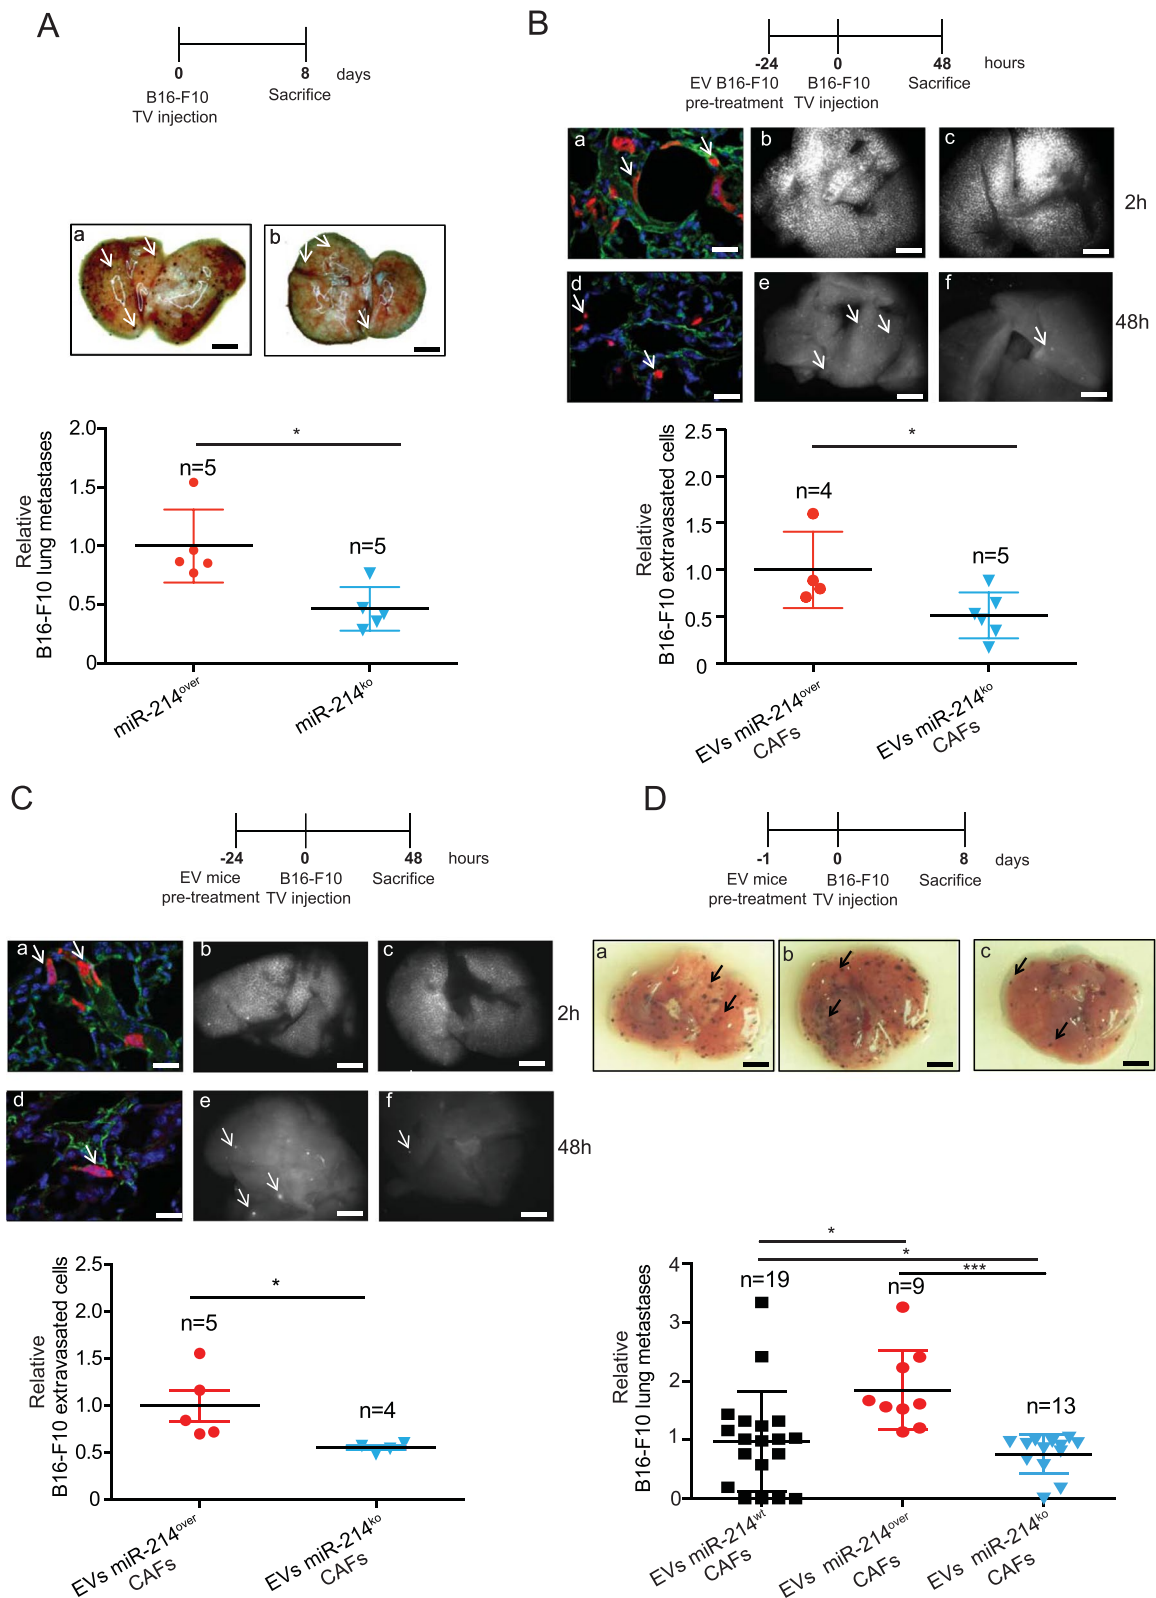 A
0
8
days
B16-F10
TV injection
Sacrifice
a
b
Relative
B16-F10 lung metastases
2.0
1.5
1.0
0.5
0
*
n=5
n=5
miR-214over
miR-214ko
B
-24
0
48
hours
EV B16-F10
pre-treatment
B16-F10
TV injection
Sacrifice
a
b
c
2h
d
e
f
48h
Relative
B16-F10 extravasated cells
2.5
2.0
1.5
1.0
0.5
0
*
n=4
n=5
EVs miR-214over
CAFs
EVs miR-214ko
CAFs
C
-24
0
48
hours
EV mice
pre-treatment
B16-F10
TV injection
Sacrifice
a
b
c
2h
d
e
f
48h
Relative
B16-F10 extravasated cells
2.5
2.0
1.5
1.0
0.5
0
*
n=5
n=4
EVs miR-214over
CAFs
EVs miR-214ko
CAFs
D
-1
0
8
days
EV mice
pre-treatment
B16-F10
TV injection
Sacrifice
a
b
c
Relative
B16-F10 lung metastases
4
3
2
1
0
*
*
***
n=19
n=9
n=13
EVs miR-214wt
CAFs
EVs miR-214over
CAFs
EVs miR-214ko
CAFs